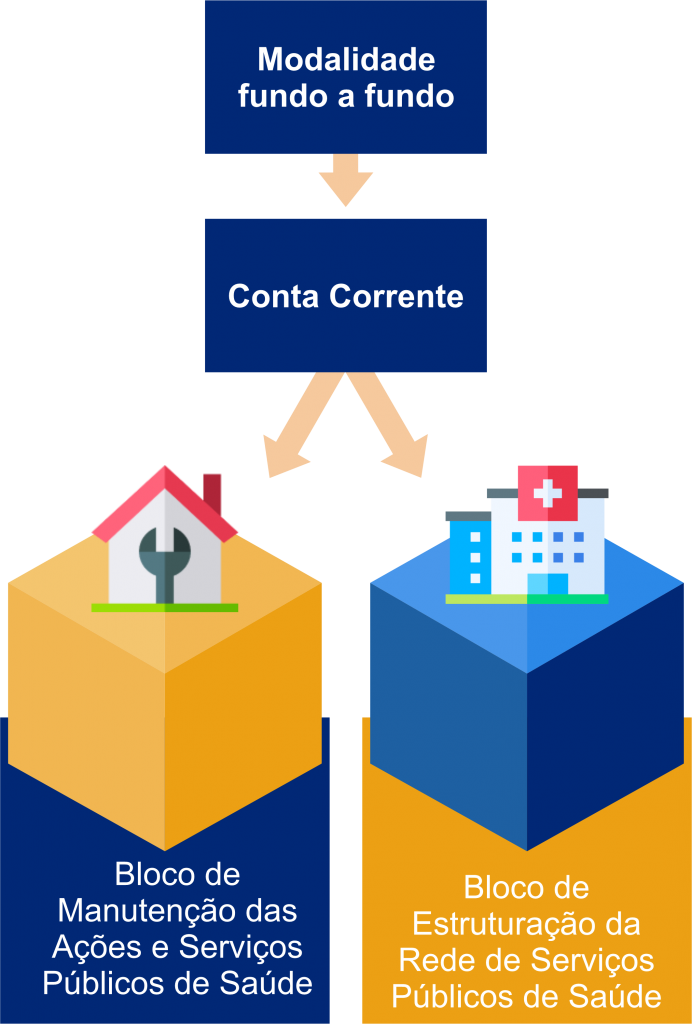 Modalidade
fundo a fundo
Conta Corrente
Bloco de
Manutenção das
Ações e Serviços
Públicos de Saúde
Bloco de
Estruturação da
Rede de Serviços
Públicos de Saúde